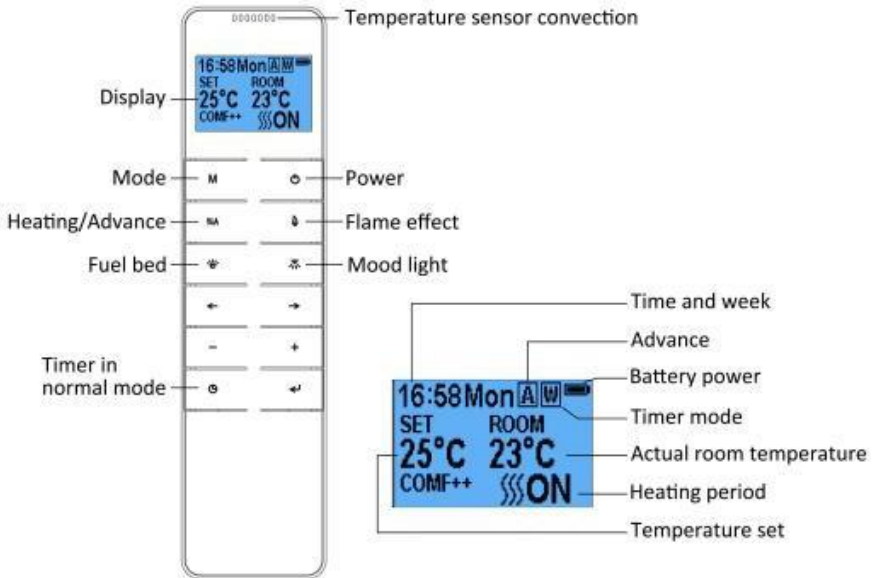 Temperature sensor convection
16:58Mon A W
SET ROOM
25°C 23°C
COMF++ ON
Display
Mode
M
Power
Heating/Advance
Flame effect
Fuel bed
Mood light
←
→
-
+
Timer in
normal mode
Time and week
Advance
Battery power
16:58Mon A W
Timer mode
SET ROOM
25°C 23°C
Actual room temperature
COMF++ ON
Heating period
Temperature set